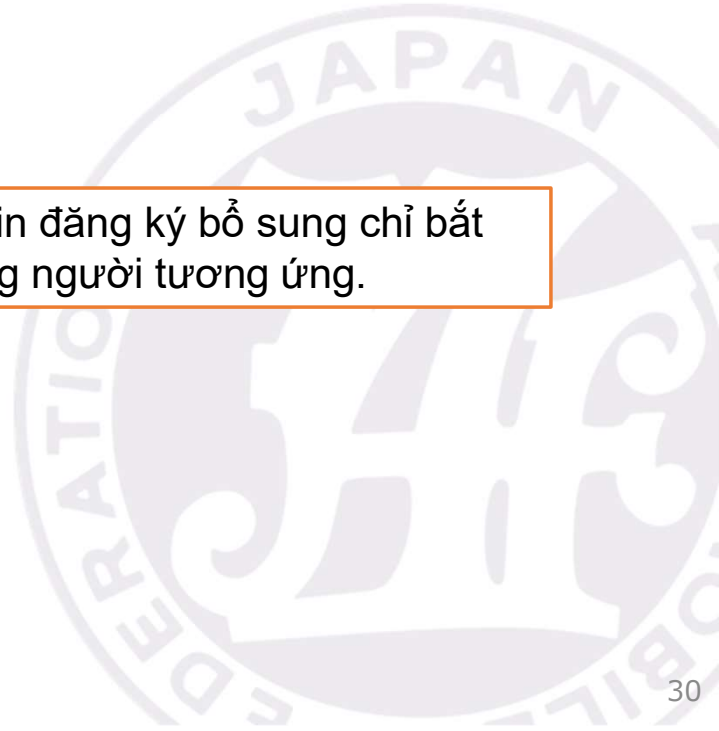 JAPAN
in đăng ký bổ sung chỉ bắt
g người tương ứng.
30